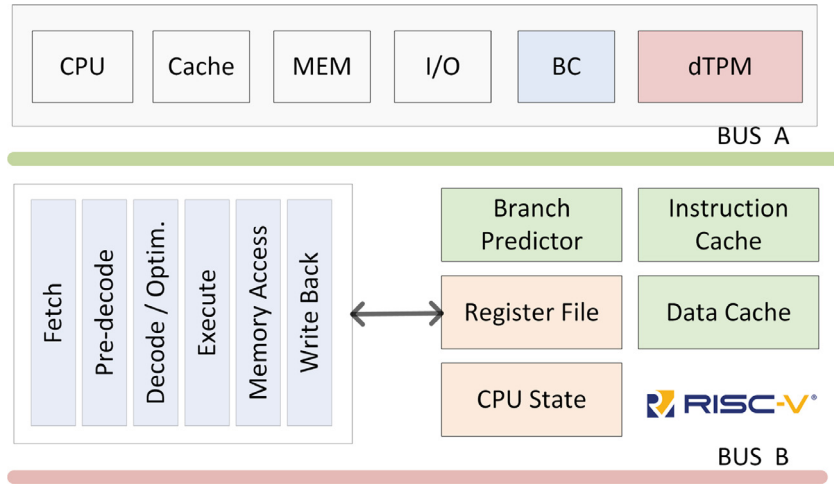 CPU
Cache
MEM
I/O
BC
dTPM
BUS A
Fetch
Pre-decode
Decode / Optim.
Execute
Memory Access
Write Back
Branch
Predictor
Instruction
Cache
Register File
Data Cache
CPU State
RISC-V®
BUS B